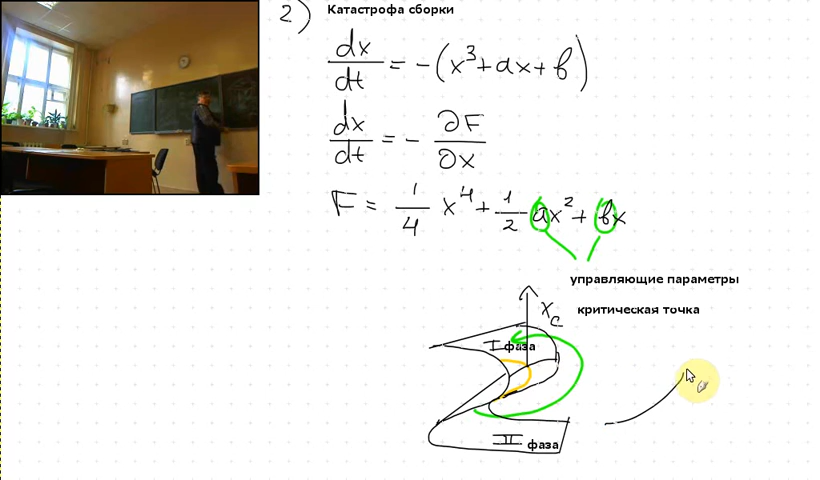 2) Катастрофа сборки
dx/dt = -(x³+ax+в)
dx/dt = - ∂F/∂x
F = 1/4 x⁴ + 1/2 ax² + вx
управляющие параметры
x_c критическая точка
I фаза
II фаза